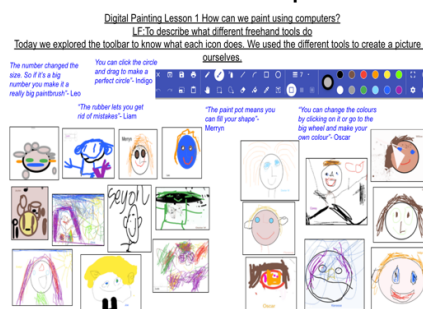 Digital Painting Lesson 1 How can we paint using computers?
LF:To describe what different freehand tools do
Today we explored the toolbar to know what each icon does. We used the different tools to create a picture
ourselves.
The number changed the
size. So if it's a big
number you make it a
really big paintbrush"- Leo
You can click the circle
and drag to make a
perfect circle"- Indigo
"The rubber lets you get
rid of mistakes"- Liam
"The paint pot means you
can fill your shape"-
Merryn
"You can change the colours
by clicking on it or go to the
big wheel and make your
own colour"- Oscar
Merryn